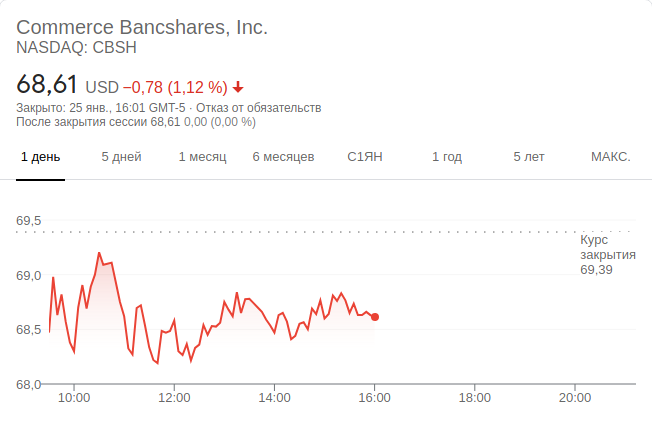 Commerce Bancshares, Inc.
NASDAQ: CBSH
68,61 USD −0,78 (1,12 %)
Закрыто: 25 янв., 16:01 GMT-5 · Отказ от обязательств
После закрытия сессии 68,61 0,00 (0,00 %)
1 день 5 дней 1 месяц 6 месяцев С1ЯН 1 год 5 лет МАКС.
69,5
Курс
закрытия
69,39
69,0
68,5
68,0
10:00 12:00 14:00 16:00 18:00 20:00